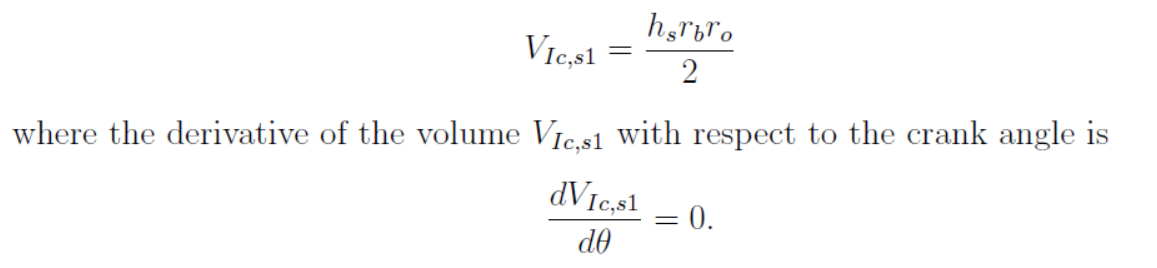 V_{Ic,s1} = \frac{h_s r_b r_o}{2}
where the derivative of the volume V_{Ic,s1} with respect to the crank angle is
\frac{dV_{Ic,s1}}{d\theta} = 0.